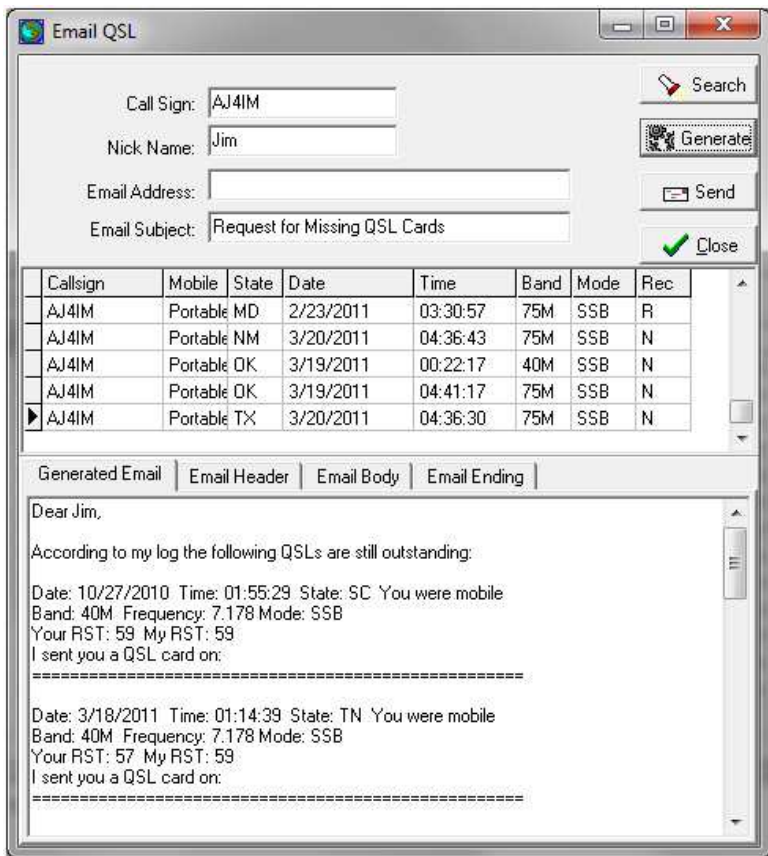 Email QSL
Search
Call Sign: AJ4IM
Generate
Nick Name: Jim
Email Address:
Send
Email Subject: Request for Missing QSL Cards
Close
Callsign Mobile State Date Time Band Mode Rec
AJ4IM Portable MD 2/23/2011 03:30:57 75M SSB R
AJ4IM Portable NM 3/20/2011 04:36:43 75M SSB N
AJ4IM Portable OK 3/19/2011 00:22:17 40M SSB N
AJ4IM Portable OK 3/19/2011 04:41:17 75M SSB N
AJ4IM Portable TX 3/20/2011 04:36:30 75M SSB N
Generated Email Email Header Email Body Email Ending
Dear Jim,
According to my log the following QSLs are still outstanding:
Date: 10/27/2010 Time: 01:55:29 State: SC You were mobile
Band: 40M Frequency: 7.178 Mode: SSB
Your RST: 59 My RST: 59
I sent you a QSL card on:
====================================================
Date: 3/18/2011 Time: 01:14:39 State: TN You were mobile
Band: 40M Frequency: 7.178 Mode: SSB
Your RST: 57 My RST: 59
I sent you a QSL card on:
====================================================